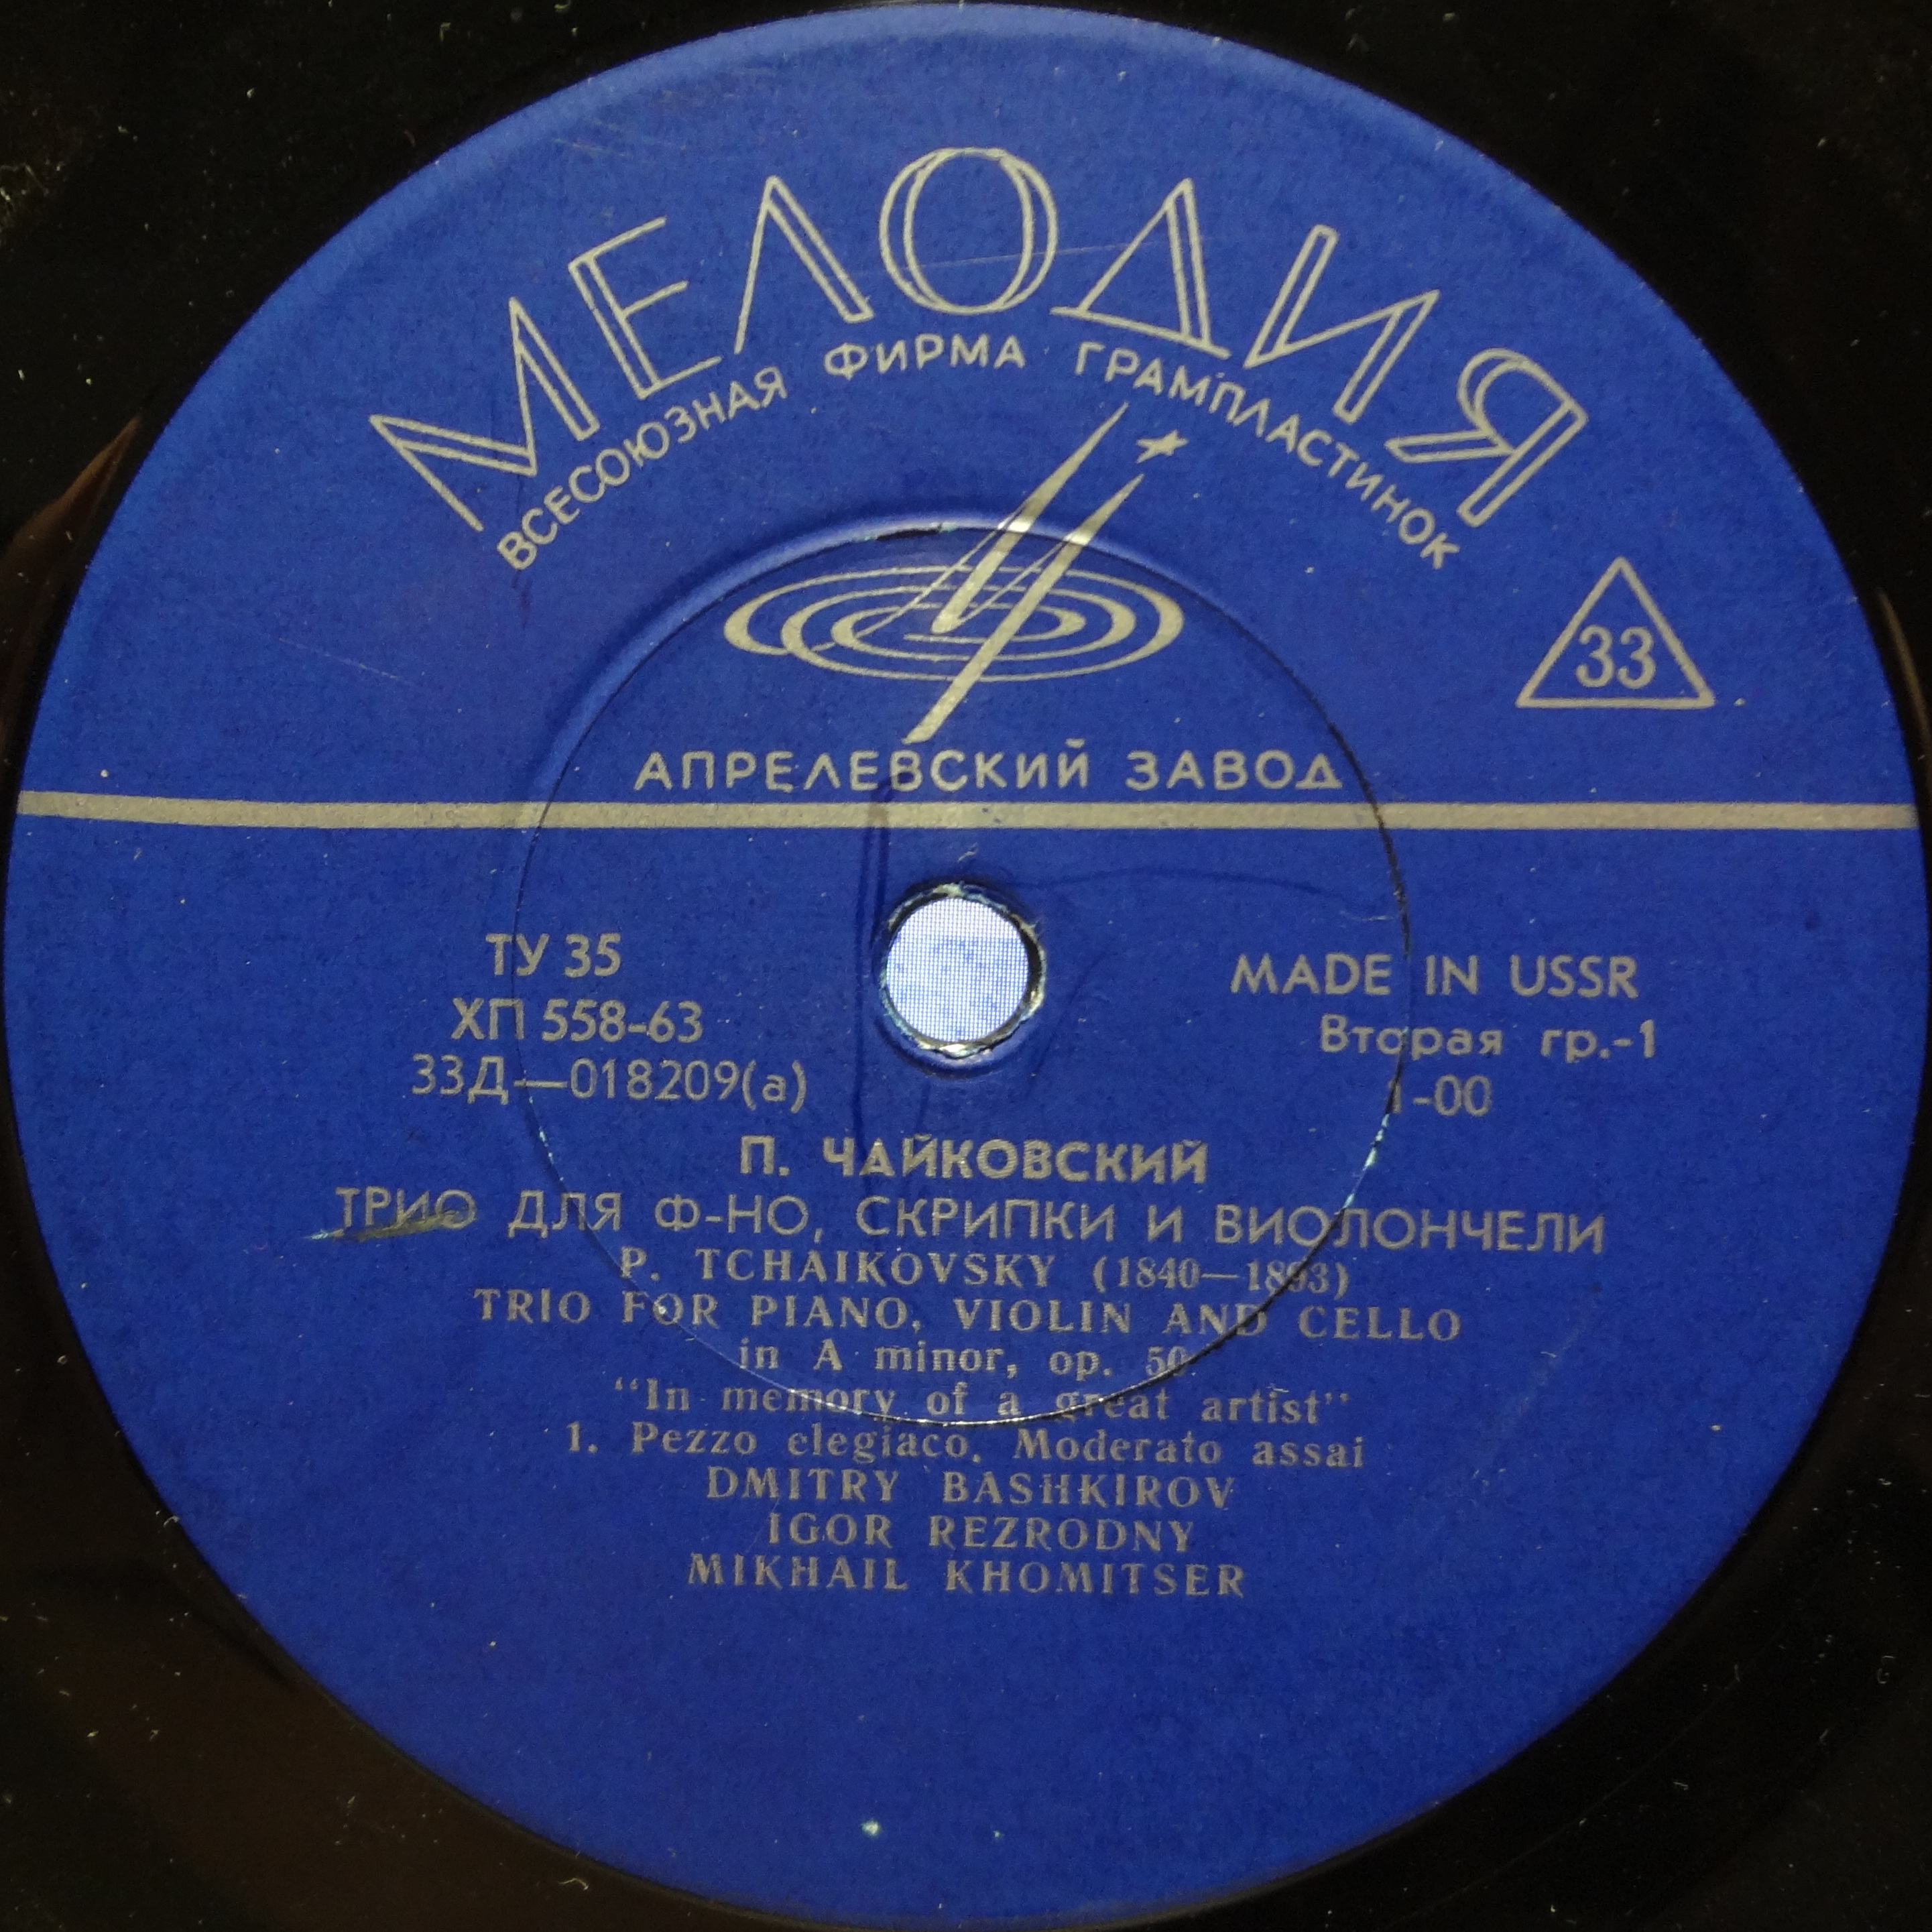 МЕЛОДИЯ
ВСЕСОЮЗНАЯ ФИРМА ГРАМПЛАСТИНОК
33
АПРЕЛЕВСКИЙ ЗАВОД
ТУ 35
ХП 558-63
33Д—018209(а)
MADE IN USSR
Вторая гр.-1
1-00
П. ЧАЙКОВСКИЙ
ТРИО ДЛЯ Ф-НО, СКРИПКИ И ВИОЛОНЧЕЛИ
P. TCHAIKOVSKY (1840—1893)
TRIO FOR PIANO, VIOLIN AND CELLO
in A minor, op. 50
“In memory of a great artist”
1. Pezzo elegiaco. Moderato assai
DMITRY BASHKIROV
IGOR REZRODNY
MIKHAIL KHOMITSER